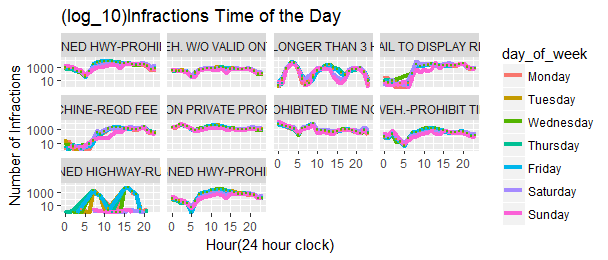 (log_10)Infractions Time of the Day
NED HWY-PROHI
EH. W/O VALID ON
LONGER THAN 3 H
AIL TO DISPLAY R
CHINE-REQD FEE
ON PRIVATE PROP
OHIBITED TIME NO
VEH.-PROHIBIT TI
NED HIGHWAY-RU
NED HWY-PROHI
Number of Infractions
1000
10
1000
10
1000
10
0 5 10 15 20
0 5 10 15 20
0 5 10 15 20
0 5 10 15 20
Hour(24 hour clock)
day_of_week
Monday
Tuesday
Wednesday
Thursday
Friday
Saturday
Sunday